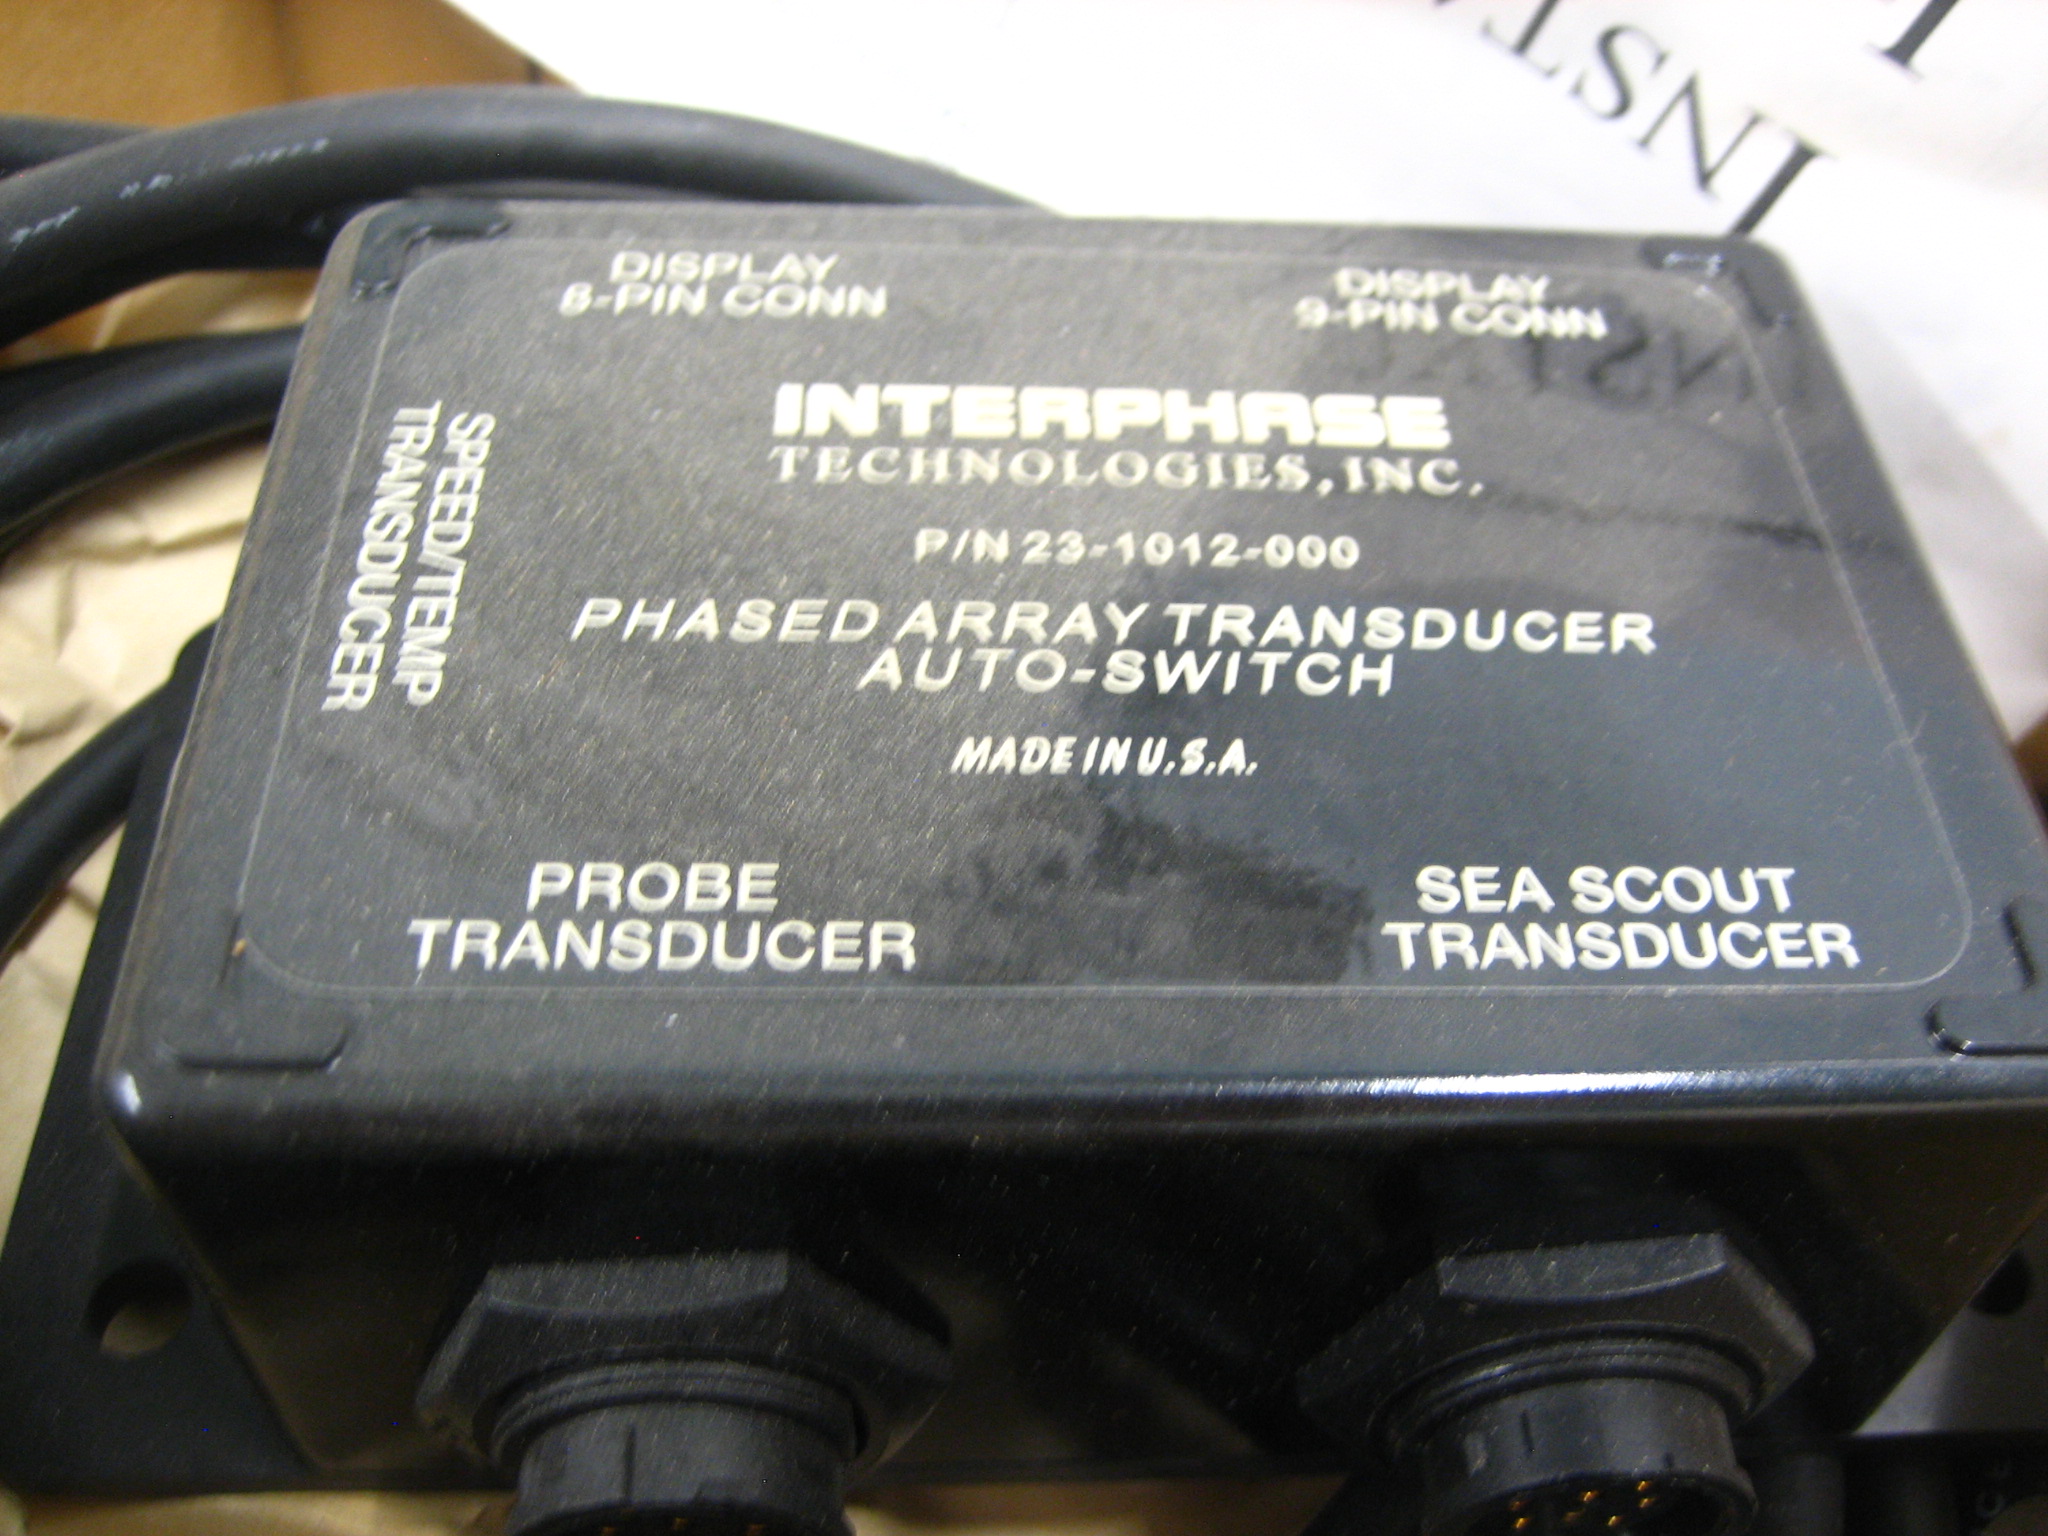 INST
DISPLAY
8-PIN CONN
DISPLAY
9-PIN CONN
SPEED/TEMP
TRANSDUCER
INTERPHASE
TECHNOLOGIES, INC.
P/N 23-1012-000
PHASED ARRAY TRANSDUCER
AUTO-SWITCH
MADE IN U.S.A.
PROBE
TRANSDUCER
SEA SCOUT
TRANSDUCER